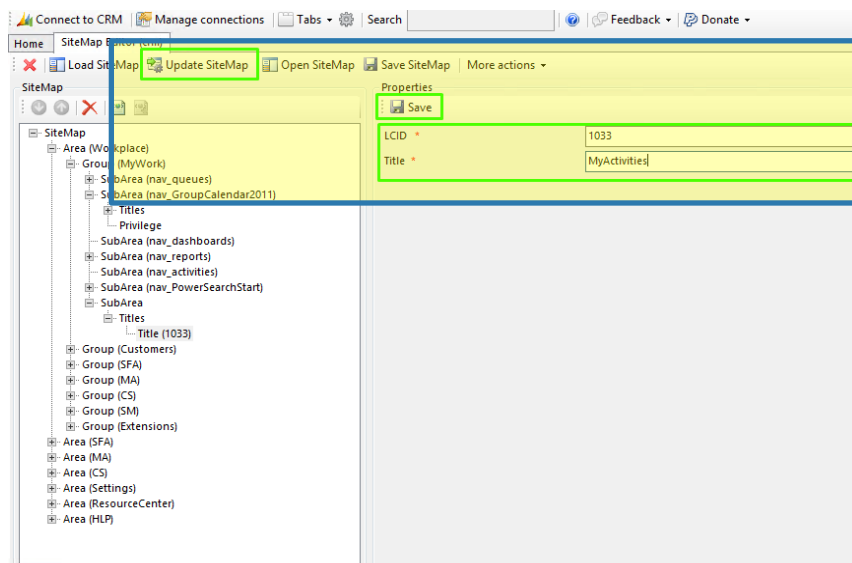 Connect to CRM Manage connections Tabs Search Feedback Donate
Home SiteMap Editor (crm)
Load SiteMap Update SiteMap Open SiteMap Save SiteMap More actions
SiteMap Properties
Save
LCID * 1033
Title * MyActivities
SiteMap
Area (Workplace)
Group (MyWork)
SubArea (nav_queues)
SubArea (nav_GroupCalendar2011)
Titles
Privilege
SubArea (nav_dashboards)
SubArea (nav_reports)
SubArea (nav_activities)
SubArea (nav_PowerSearchStart)
SubArea
Titles
Title (1033)
Group (Customers)
Group (SFA)
Group (MA)
Group (CS)
Group (SM)
Group (Extensions)
Area (SFA)
Area (MA)
Area (CS)
Area (Settings)
Area (ResourceCenter)
Area (HLP)